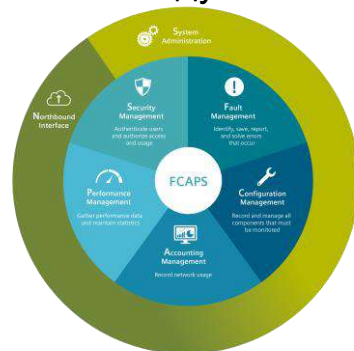 System
Administration
Northbound
Interface
Security
Management
Authenticate users
and authorize access
and usage
Fault
Management
Identify, save, report,
and solve errors
that occur
FCAPS
Performance
Management
Gather performance data
and maintain statistics
Configuration
Management
Record and manage all
components that must
be monitored
Accounting
Management
Record network usage